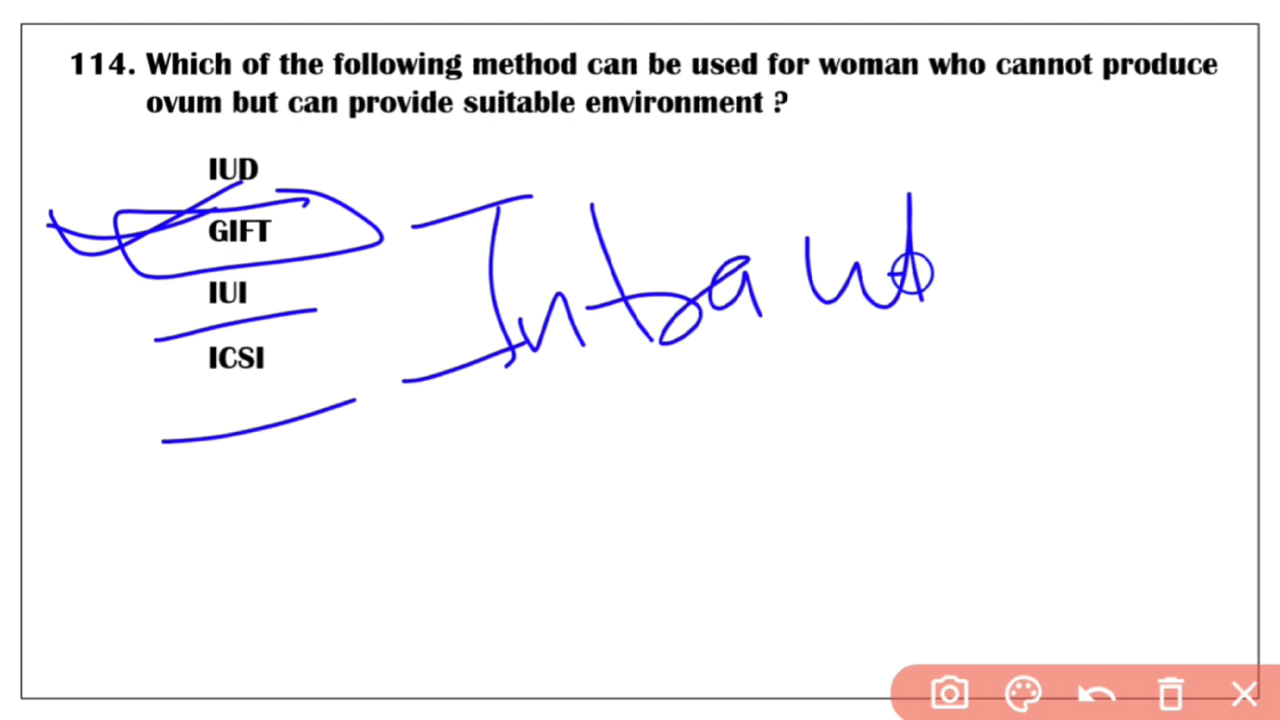 114. Which of the following method can be used for woman who cannot produce
ovum but can provide suitable environment ?
IUD
GIFT
IUI
ICSI